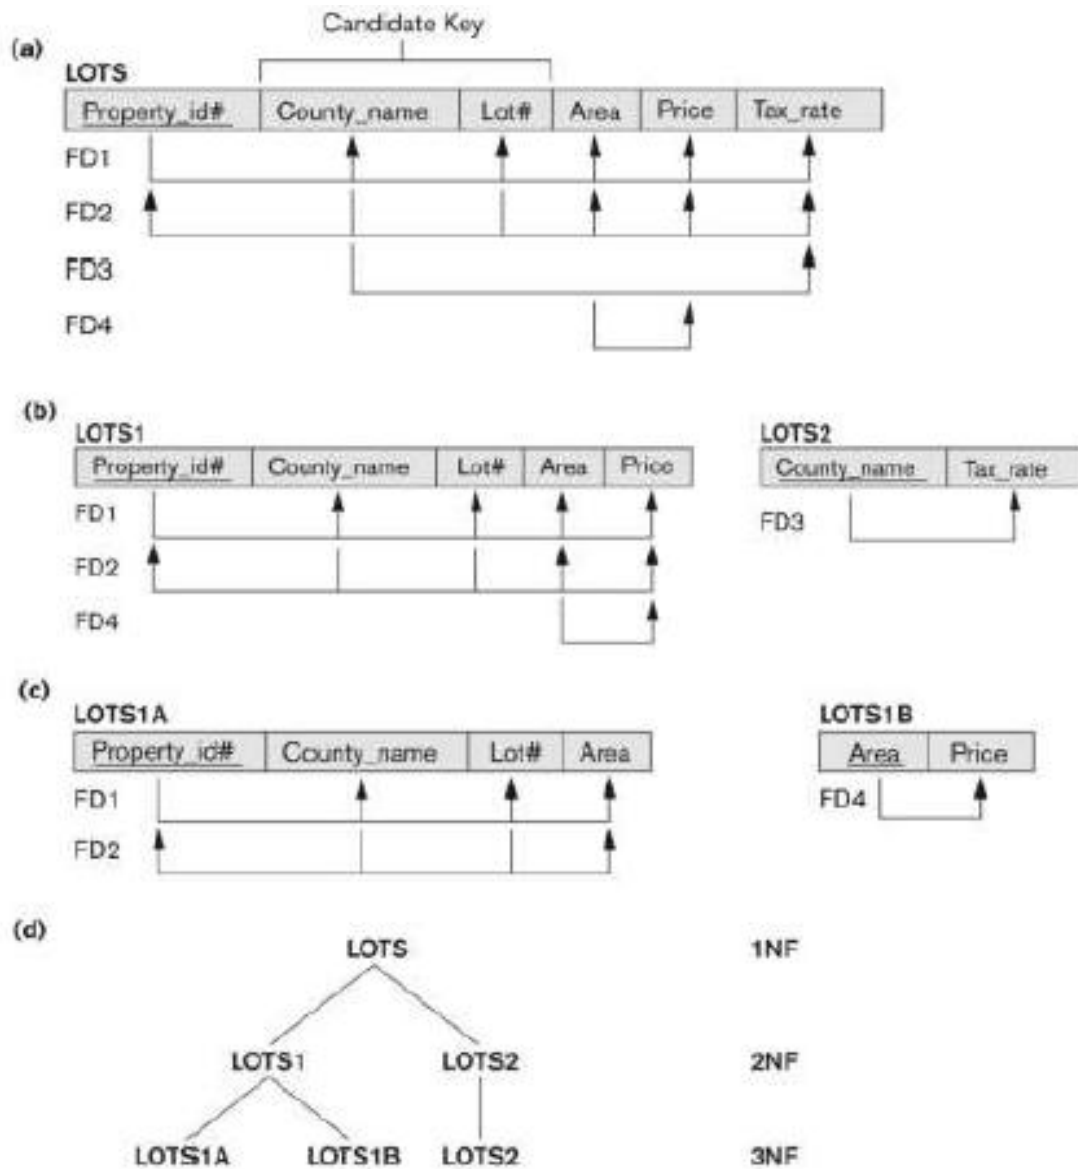 Candidate Key
(a)
LOTS
Property_id# County_name Lot# Area Price Tax_rate
FD1
FD2
FD3
FD4
(b)
LOTS1 LOTS2
Property_id# County_name Lot# Area Price County_name Tax_rate
FD1 FD3
FD2
FD4
(c)
LOTS1A LOTS1B
Property_id# County_name Lot# Area Area Price
FD1 FD4
FD2
(d)
LOTS 1NF
LOTS1 LOTS2 2NF
LOTS1A LOTS1B LOTS2 3NF